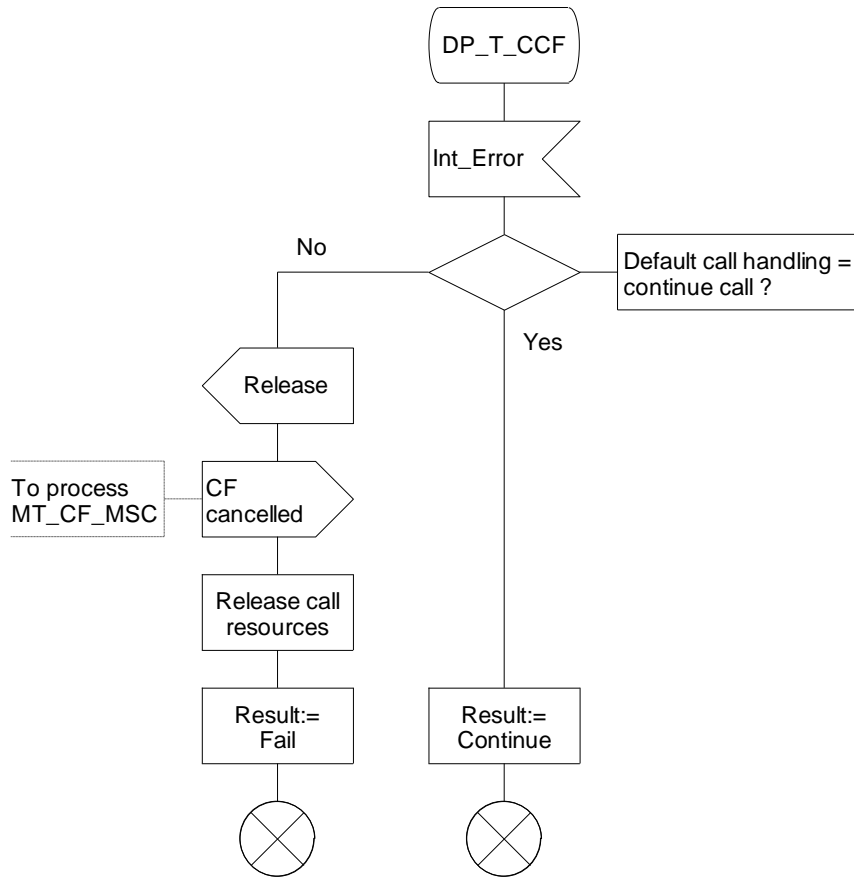 DP_T_CCF
Int_Error
No
Default call handling =
continue call ?
Yes
Release
To process
MT_CF_MSC
CF
cancelled
Release call
resources
Result:=
Fail
Result:=
Continue